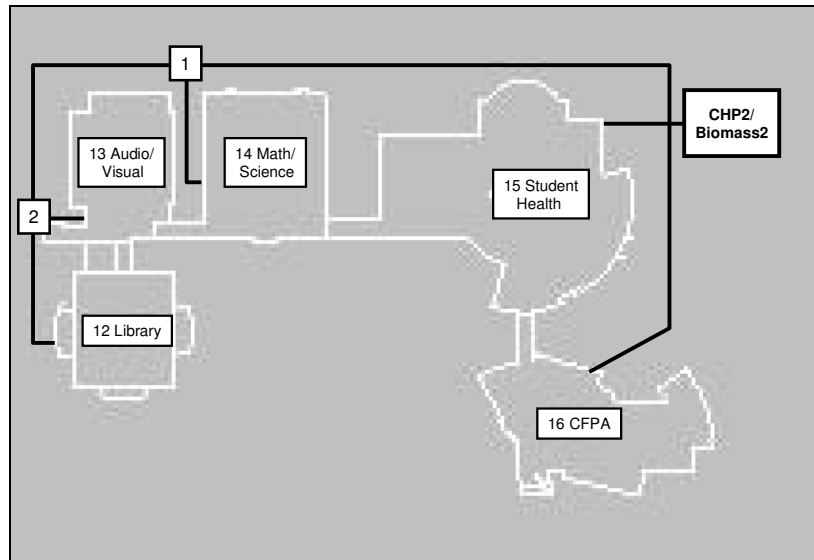 1
CHP2/
Biomass2
13 Audio/
Visual
14 Math/
Science
15 Student
Health
2
12 Library
16 CFPA